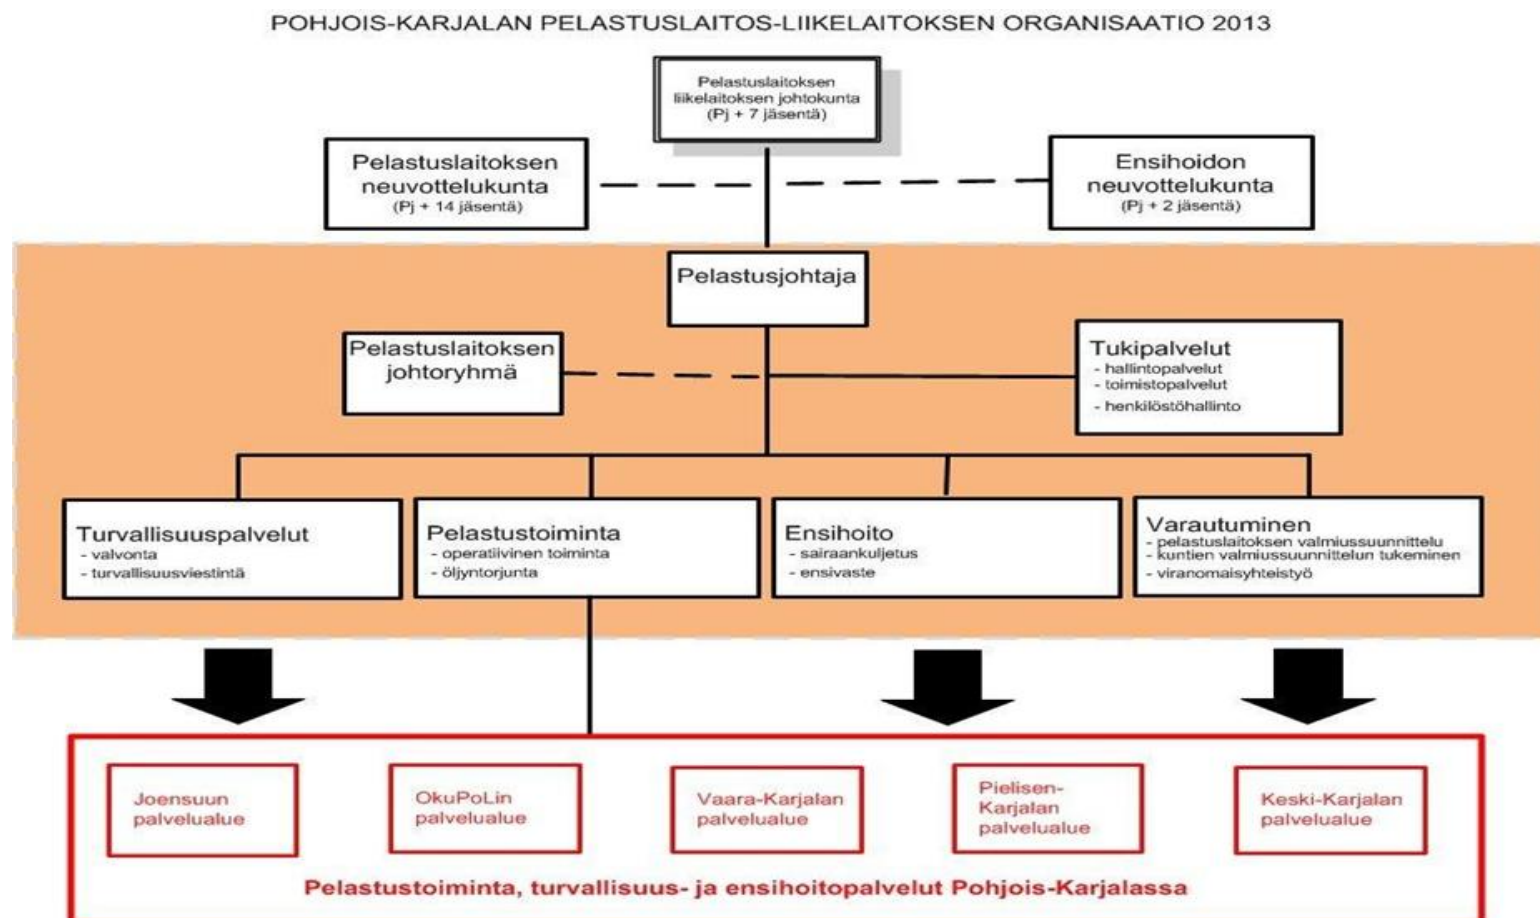 POHJOIS-KARJALAN PELASTUSLAITOS-LIIKELAITOKSEN ORGANISAATIO 2013
Pelastuslaitoksen
liikelaitoksen johtokunta
(Pj + 7 jäsentä)
Pelastuslaitoksen
neuvottelukunta
(Pj + 14 jäsentä)
Ensihoidon
neuvottelukunta
(Pj + 2 jäsentä)
Pelastusjohtaja
Pelastuslaitoksen
johtoryhmä
Tukipalvelut
- hallintopalvelut
- toimistopalvelut
- henkilöstöhallinto
Turvallisuuspalvelut
- valvonta
- turvallisuusviestintä
Pelastustoiminta
- operatiivinen toiminta
- öljyntorjunta
Ensihoito
- sairaankuljetus
- ensivaste
Varautuminen
- pelastuslaitoksen valmiussuunnittelu
- kuntien valmiussuunnittelun tukeminen
- viranomaisyhteistyö
Joensuun
palvelualue
OkuPoLin
palvelualue
Vaara-Karjalan
palvelualue
Pielisen-
Karjalan
palvelualue
Keski-Karjalan
palvelualue
Pelastustoiminta, turvallisuus- ja ensihoitopalvelut Pohjois-Karjalassa